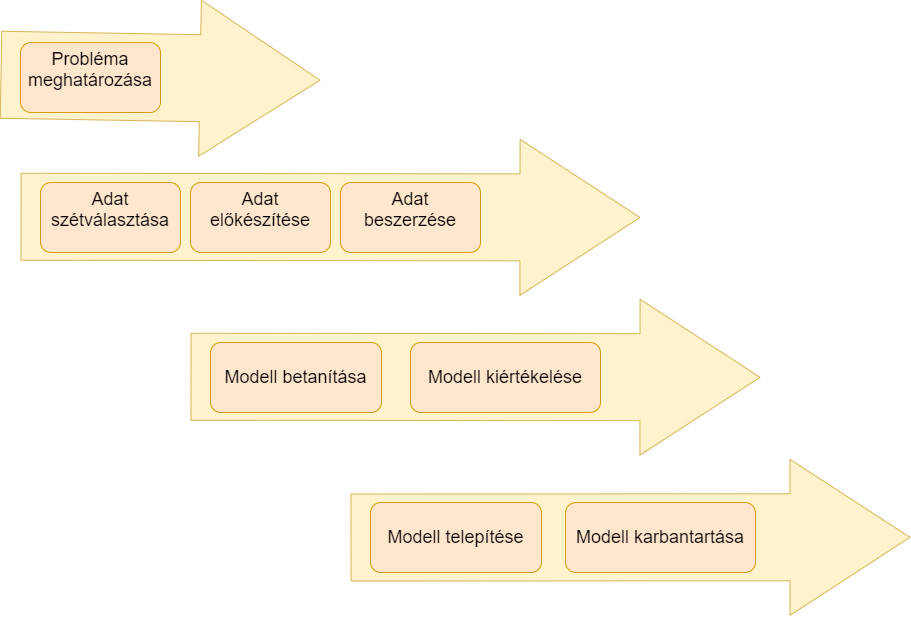 Probléma
meghatározása
Adat
szétválasztása
Adat
előkészítése
Adat
beszerzése
Modell betanítása
Modell kiértékelése
Modell telepítése
Modell karbantartása